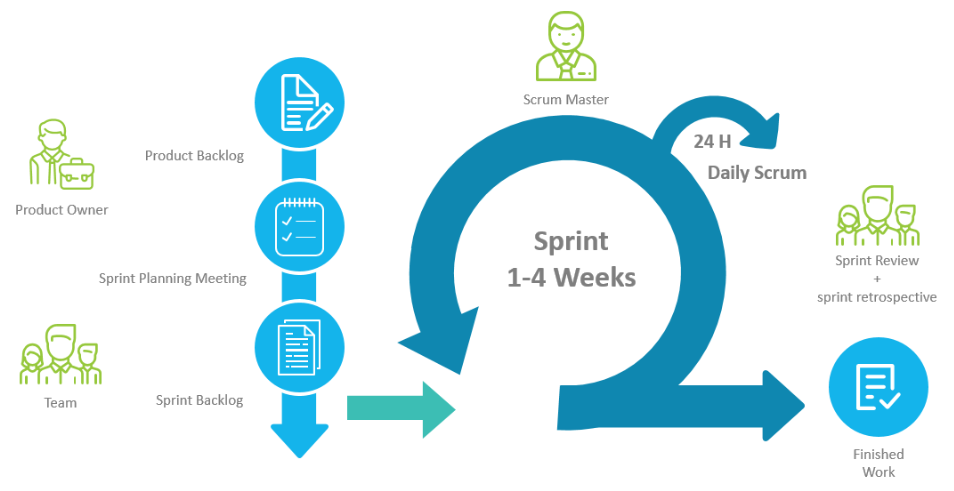 Scrum Master
24 H
Daily Scrum
Product Backlog
Product Owner
Sprint
1-4 Weeks
Sprint Planning Meeting
Sprint Review
+
sprint retrospective
Team
Sprint Backlog
Finished
Work